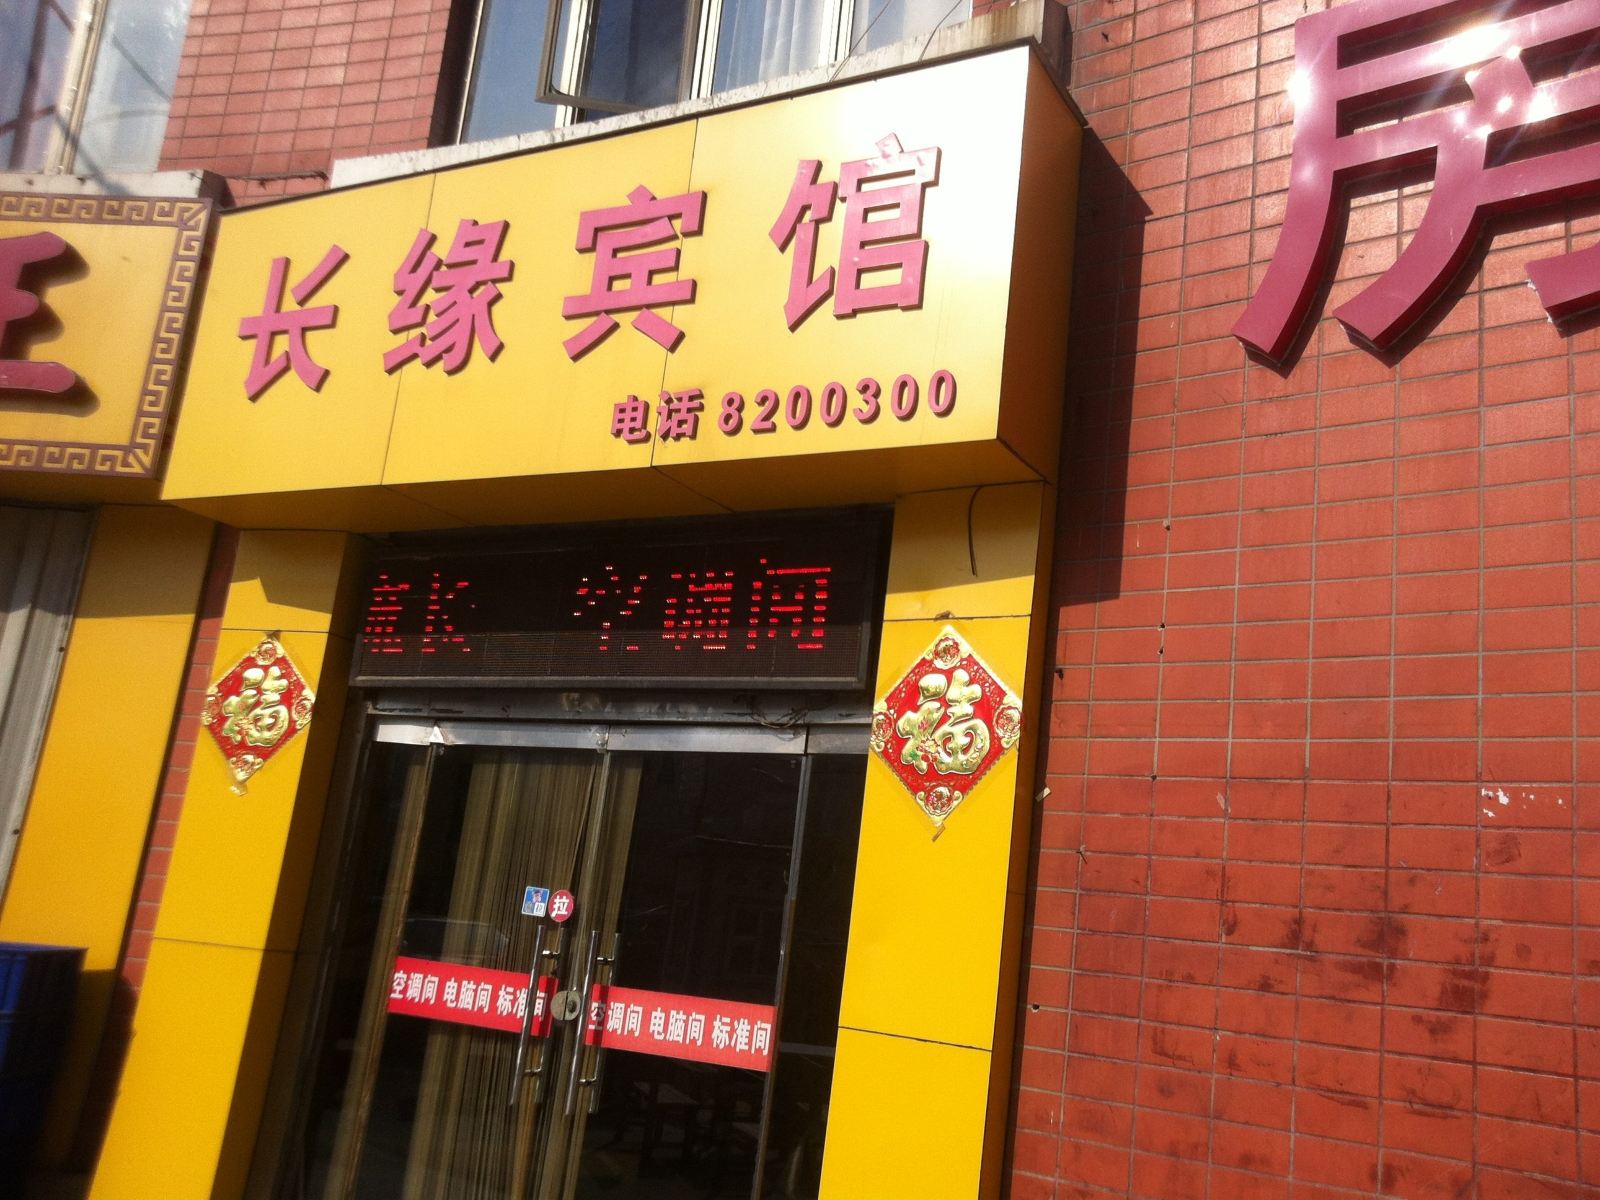 长缘宾馆
电话 8200300
房
空调间
福
福
拉
空调间 电脑间 标准间
空调间 电脑间 标准间